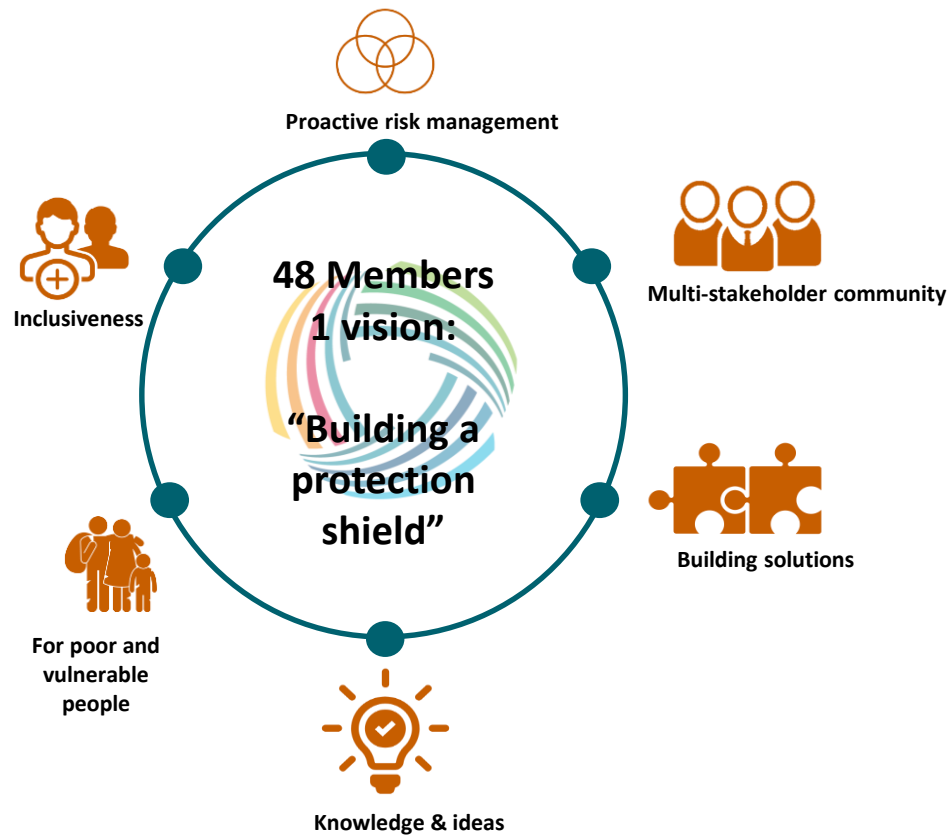 Proactive risk management
Multi-stakeholder community
Inclusiveness
48 Members
1 vision:
“Building a
protection
shield”
Building solutions
For poor and
vulnerable
people
Knowledge & ideas